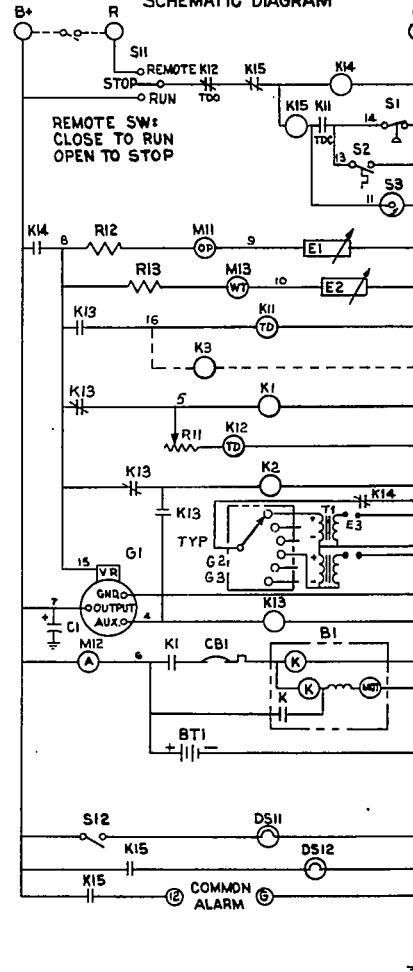 SCHEMATIC DIAGRAM
B+ R
S11
REMOTE K12 K15 K14
STOP
TDO
RUN
REMOTE SW:
CLOSE TO RUN
OPEN TO STOP
K15 K11 14 S1
TDC
13 S2
11 S3
K14 8 R12 M11 9
OP E1
R13 M13 10
WT E2
K13 16 K11
TD
K3
K13 5 K1
R11 K12
TD
K13 K2
K14
K13 T1
TYP + E3
G2
G3 +
-
15 G1
VR
GND.
7 OUTPUT K13
AUX. 4
+ C1
M12 6 K1 CB1 B1
A K
K MOT
K
BT1
+ -
S12 DS11
K15 DS12
K15 12 COMMON G
ALARM